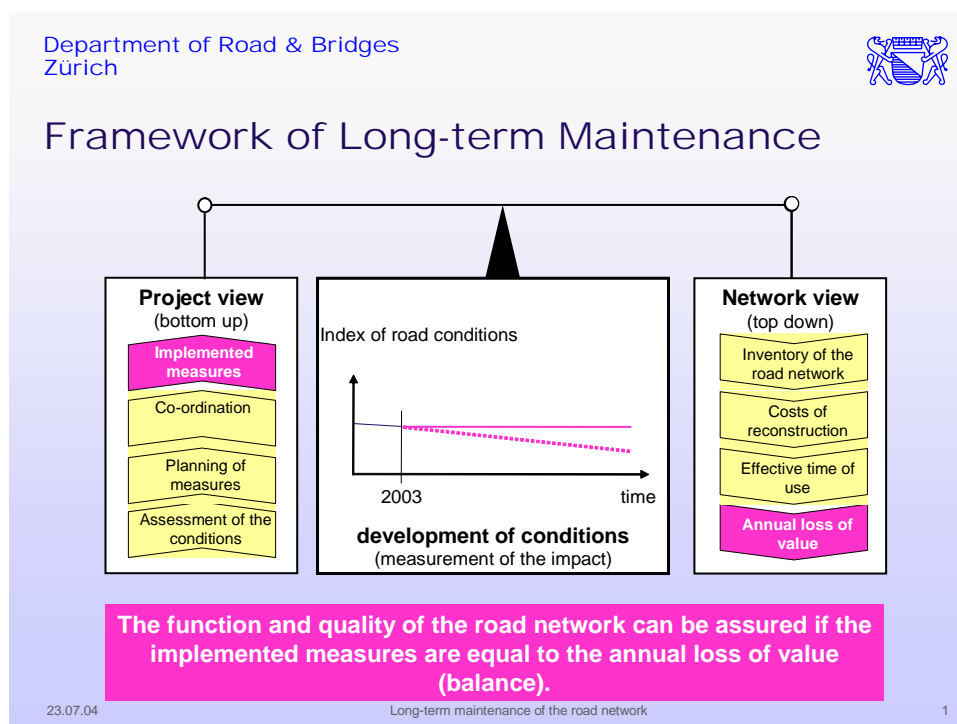 Department of Road & Bridges
Zürich
Framework of Long-term Maintenance
Project view
(bottom up)
Implemented
measures
Co-ordination
Planning of
measures
Assessment of the
conditions
Index of road conditions
2003
time
development of conditions
(measurement of the impact)
Network view
(top down)
Inventory of the
road network
Costs of
reconstruction
Effective time of
use
Annual loss of
value
The function and quality of the road network can be assured if the
implemented measures are equal to the annual loss of value
(balance).
23.07.04
Long-term maintenance of the road network
1